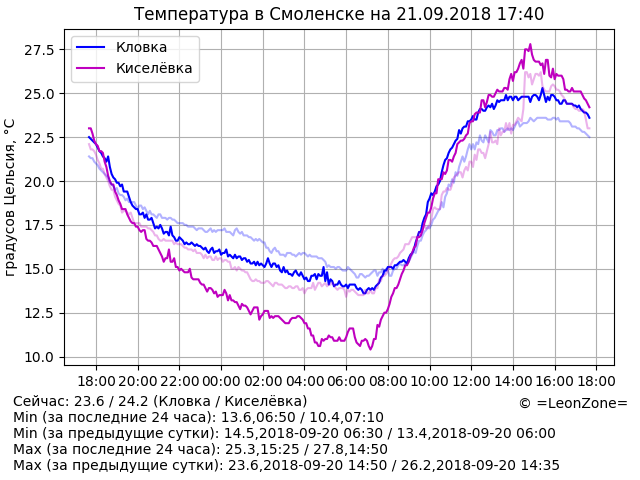 Температура в Смоленске на 21.09.2018 17:40
Кловка
Киселёвка
градусов Цельсия, °C
27.5
25.0
22.5
20.0
17.5
15.0
12.5
10.0
18:00 20:00 22:00 00:00 02:00 04:00 06:00 08:00 10:00 12:00 14:00 16:00 18:00
Сейчас: 23.6 / 24.2 (Кловка / Киселёвка)
© =LeonZone=
Min (за последние 24 часа): 13.6,06:50 / 10.4,07:10
Min (за предыдущие сутки): 14.5,2018-09-20 06:30 / 13.4,2018-09-20 06:00
Max (за последние 24 часа): 25.3,15:25 / 27.8,14:50
Max (за предыдущие сутки): 23.6,2018-09-20 14:50 / 26.2,2018-09-20 14:35